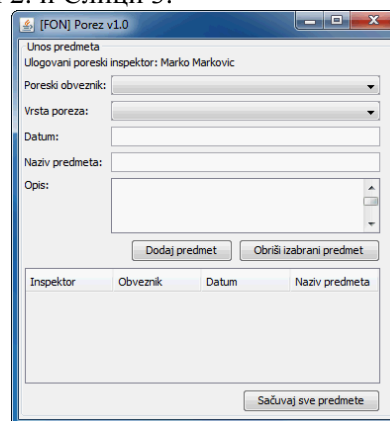 2. и Слици 3.
[FON] Porez v1.0
Unos predmeta
Ulogovani poreski inspektor: Marko Markovic
Poreski obveznik:
Vrsta poreza:
Datum:
Naziv predmeta:
Opis:
Dodaj predmet Obriši izabrani predmet
Inspektor Obveznik Datum Naziv predmeta
Sačuvaj sve predmete